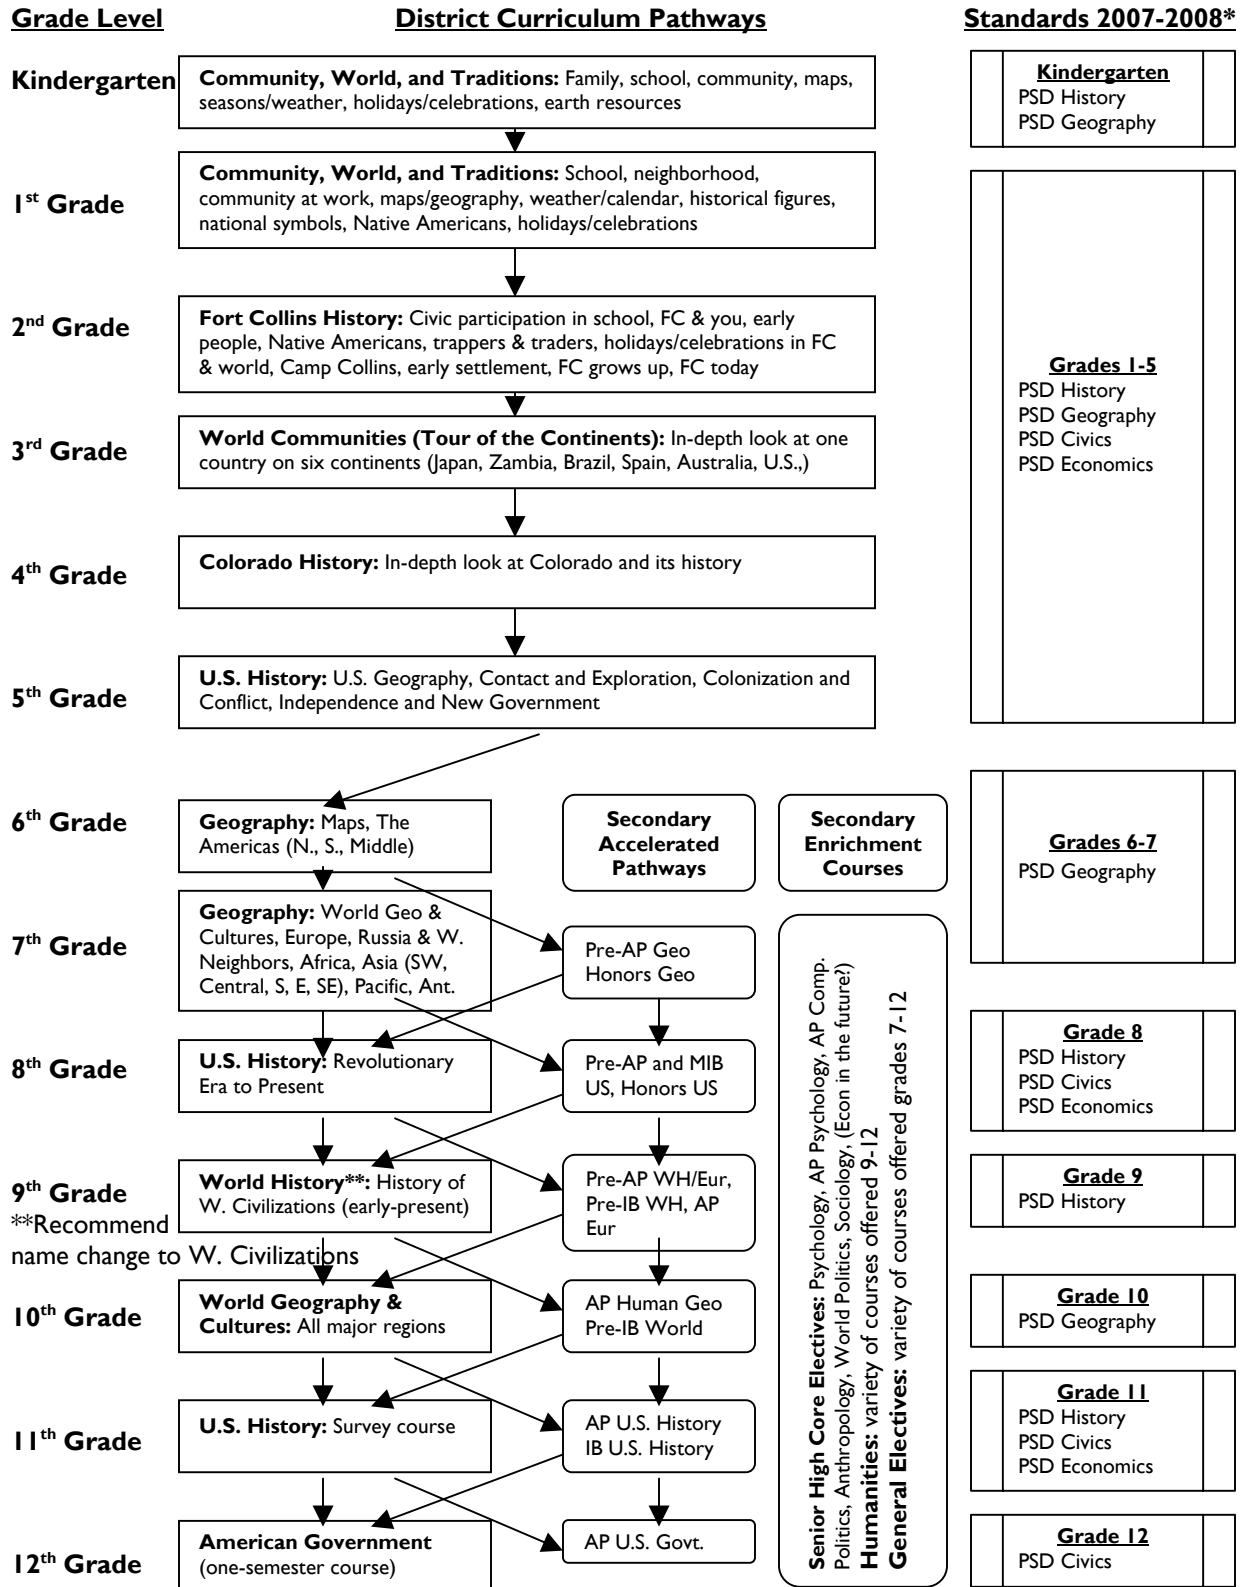 Grade Level
District Curriculum Pathways
Standards 2007-2008*
Kindergarten
Community, World, and Traditions: Family, school, community, maps,
seasons/weather, holidays/celebrations, earth resources
Kindergarten
PSD History
PSD Geography
1st Grade
Community, World, and Traditions: School, neighborhood,
community at work, maps/geography, weather/calendar, historical figures,
national symbols, Native Americans, holidays/celebrations
2nd Grade
Fort Collins History: Civic participation in school, FC & you, early
people, Native Americans, trappers & traders, holidays/celebrations in FC
& world, Camp Collins, early settlement, FC grows up, FC today
Grades 1-5
PSD History
PSD Geography
PSD Civics
PSD Economics
3rd Grade
World Communities (Tour of the Continents): In-depth look at one
country on six continents (Japan, Zambia, Brazil, Spain, Australia, U.S.,)
4th Grade
Colorado History: In-depth look at Colorado and its history
5th Grade
U.S. History: U.S. Geography, Contact and Exploration, Colonization and
Conflict, Independence and New Government
6th Grade
Geography: Maps, The
Americas (N., S., Middle)
Secondary
Accelerated
Pathways
Secondary
Enrichment
Courses
Grades 6-7
PSD Geography
7th Grade
Geography: World Geo &
Cultures, Europe, Russia & W.
Neighbors, Africa, Asia (SW,
Central, S, E, SE), Pacific, Ant.
Pre-AP Geo
Honors Geo
Senior High Core Electives: Psychology, AP Psychology, AP Comp.
Politics, Anthropology, World Politics, Sociology, (Econ in the future?)
Humanities: variety of courses offered 9-12
General Electives: variety of courses offered grades 7-12
8th Grade
U.S. History: Revolutionary
Era to Present
Pre-AP and MIB
US, Honors US
Grade 8
PSD History
PSD Civics
PSD Economics
9th Grade
**Recommend
name change to W. Civilizations
World History**: History of
W. Civilizations (early-present)
Pre-AP WH/Eur,
Pre-IB WH, AP
Eur
Grade 9
PSD History
10th Grade
World Geography &
Cultures: All major regions
AP Human Geo
Pre-IB World
Grade 10
PSD Geography
11th Grade
U.S. History: Survey course
AP U.S. History
IB U.S. History
Grade 11
PSD History
PSD Civics
PSD Economics
12th Grade
American Government
(one-semester course)
AP U.S. Govt.
Grade 12
PSD Civics